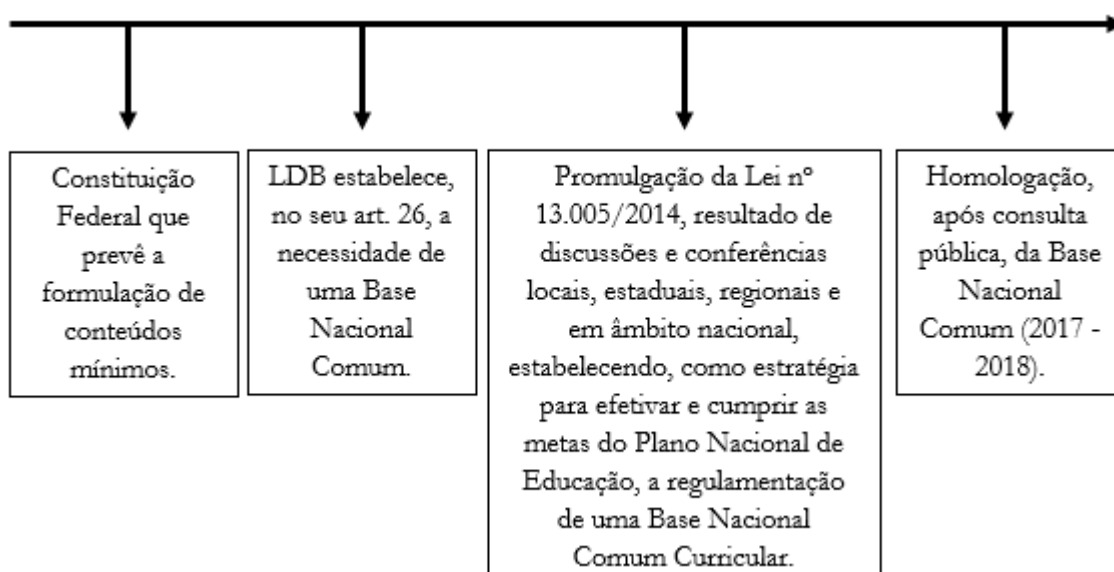 Constituição
Federal que
prevê a
formulação de
conteúdos
mínimos.
LDB estabelece,
no seu art. 26, a
necessidade de
uma Base
Nacional
Comum.
Promulgação da Lei nº
13.005/2014, resultado de
discussões e conferências
locais, estaduais, regionais e
em âmbito nacional,
estabelecendo, como estratégia
para efetivar e cumprir as
metas do Plano Nacional de
Educação, a regulamentação
de uma Base Nacional
Comum Curricular.
Homologação,
após consulta
pública, da Base
Nacional
Comum (2017 -
2018).